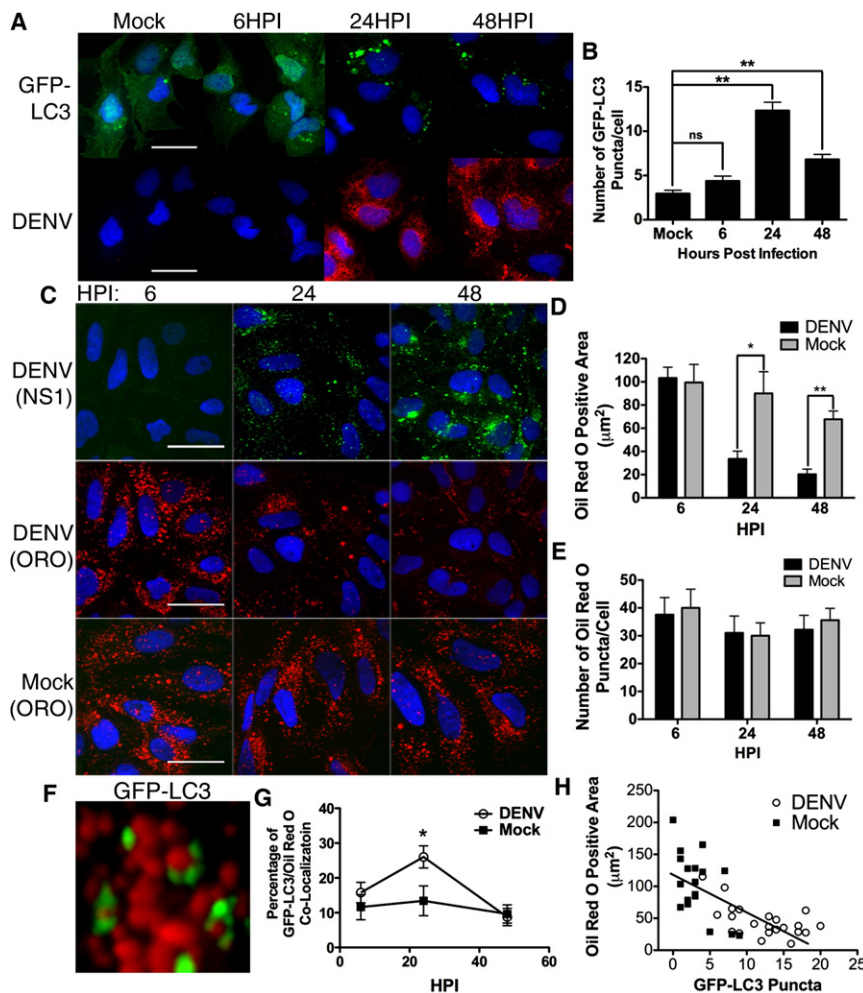 A
Mock 6HPI 24HPI 48HPI
GFP-
LC3
DENV
B
Number of GFP-LC3
Puncta/cell
15
10
5
0
ns
**
**
Mock 6 24 48
Hours Post Infection
C
HPI: 6 24 48
DENV
(NS1)
DENV
(ORO)
Mock
(ORO)
D
Oil Red O Positive Area
(μm²)
120
100
80
60
40
20
0
DENV
Mock
*
**
6 24 48
HPI
E
Number of Oil Red O
Puncta/Cell
50
40
30
20
10
0
DENV
Mock
6 24 48
HPI
F
GFP-LC3
G
Percentage of
GFP-LC3/Oil Red O
Co-Localizatoin
40
30
20
10
0
DENV
Mock
*
0 20 40 60
HPI
H
Oil Red O Positive Area
(μm²)
250
200
150
100
50
0
DENV
Mock
0 5 10 15 20 25
GFP-LC3 Puncta